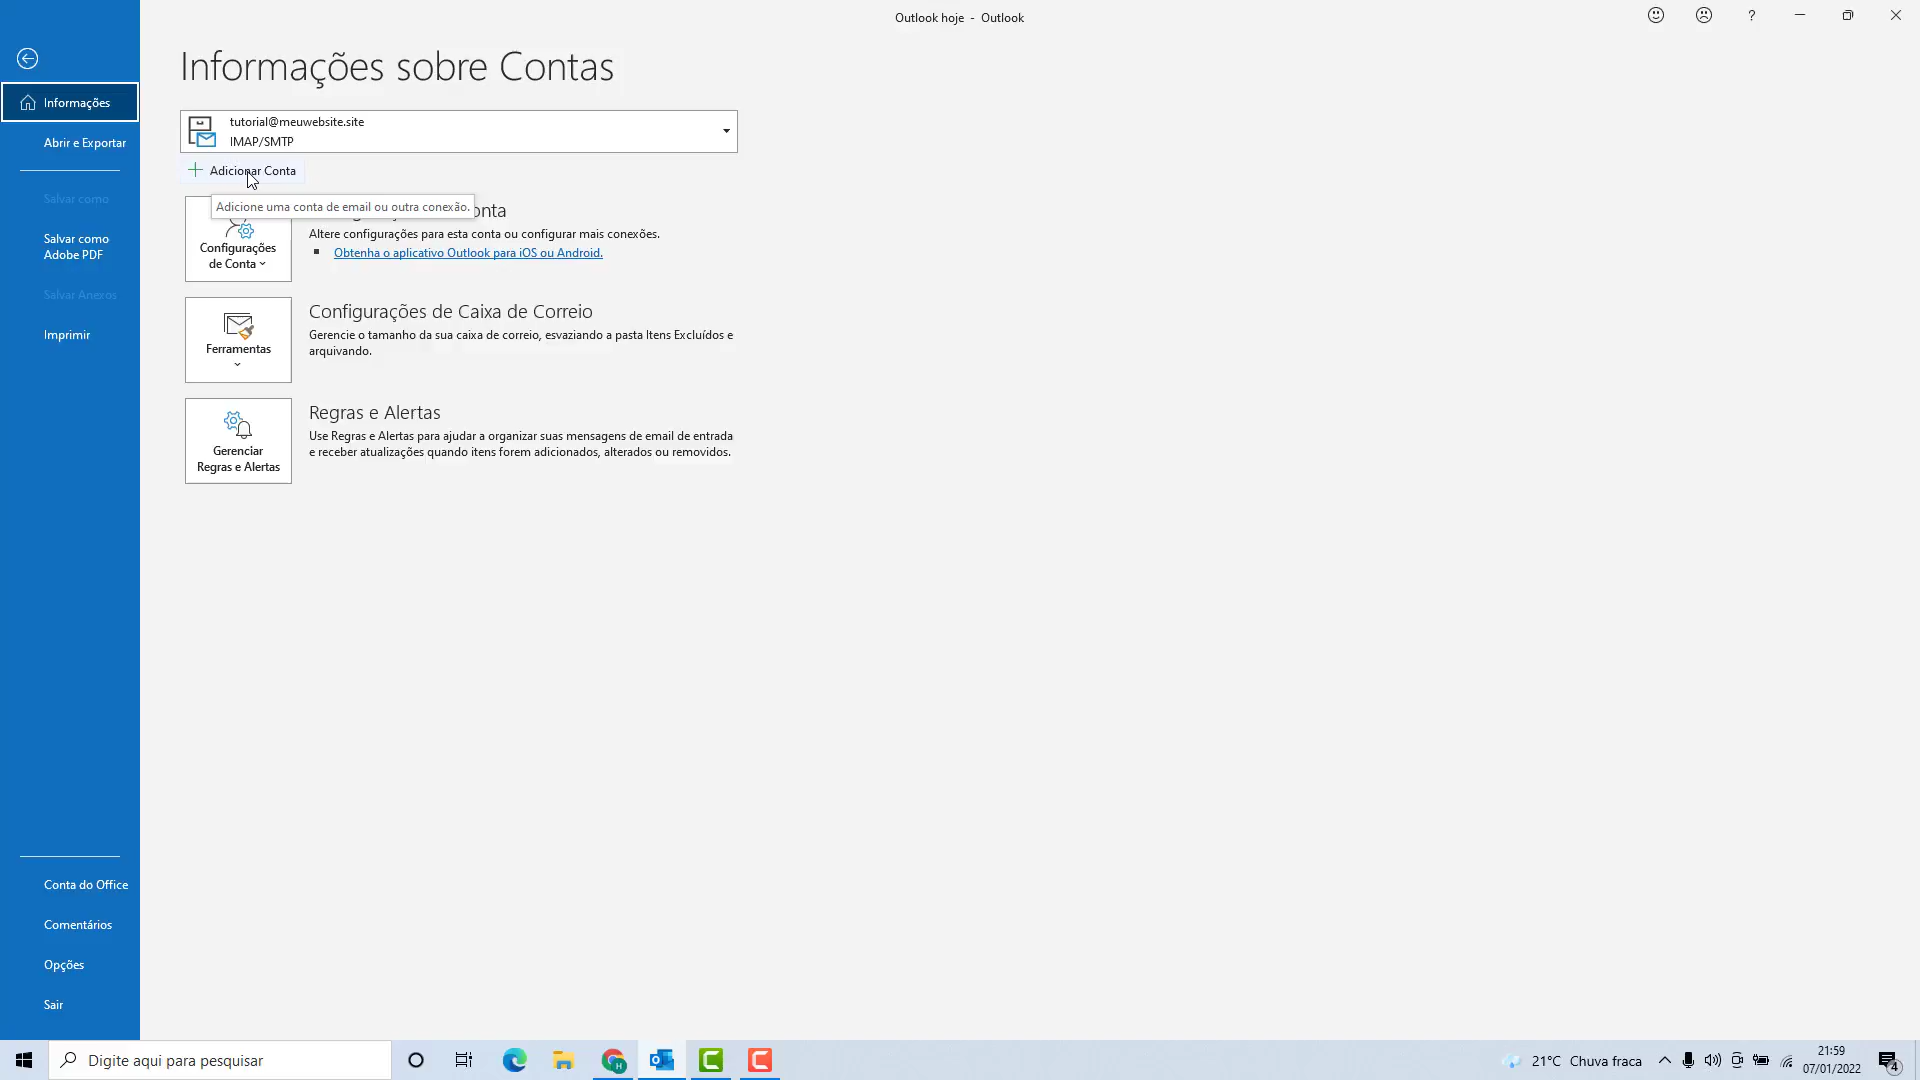 Outlook hoje - Outlook
Informações
Abrir e Exportar
Salvar como
Salvar como
Adobe PDF
Salvar Anexos
Imprimir
Conta do Office
Comentários
Opções
Sair
Informações sobre Contas
tutorial@meuwebsite.site
IMAP/SMTP
Adicionar Conta
Adicione uma conta de email ou outra conexão.
Configurações
de Conta
onta
Altere configurações para esta conta ou configurar mais conexões.
Obtenha o aplicativo Outlook para iOS ou Android.
Ferramentas
Configurações de Caixa de Correio
Gerencie o tamanho da sua caixa de correio, esvaziando a pasta Itens Excluídos e
arquivando.
Gerenciar
Regras e Alertas
Regras e Alertas
Use Regras e Alertas para ajudar a organizar suas mensagens de email de entrada
e receber atualizações quando itens forem adicionados, alterados ou removidos.
Digite aqui para pesquisar
21°C Chuva fraca
21:59
07/01/2022
4